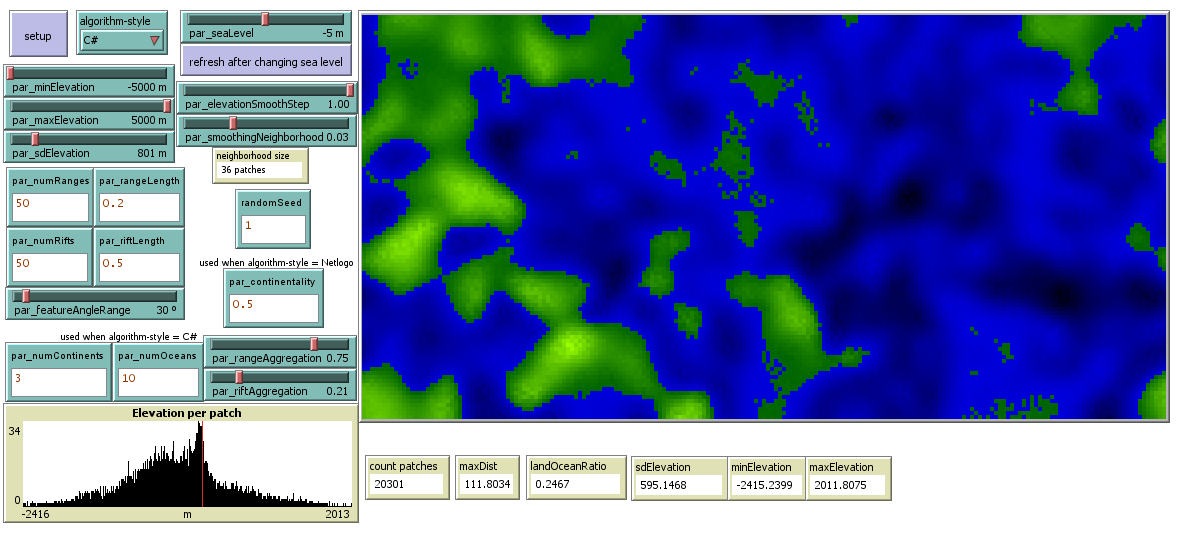 setup
algorithm-style
C#
par_seaLevel -5 m
refresh after changing sea level
par_minElevation -5000 m
par_maxElevation 5000 m
par_sdElevation 801 m
par_elevationSmoothStep 1.00
par_smoothingNeighborhood 0.03
neighborhood size
36 patches
par_numRanges par_rangeLength
50 0.2
par_numRifts par_riftLength
50 0.5
par_featureAngleRange 30 º
randomSeed
1
used when algorithm-style = Netlogo
par_continentality
0.5
used when algorithm-style = C#
par_numContinents par_numOceans
3 10
par_rangeAggregation 0.75
par_riftAggregation 0.21
Elevation per patch
34
0
-2416 m 2013
count patches maxDist landOceanRatio sdElevation minElevation maxElevation
20301 111.8034 0.2467 595.1468 -2415.2399 2011.8075